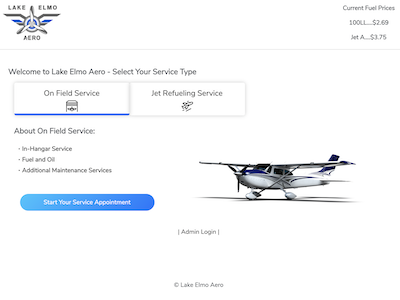 LAKE ELMO
AERO
Current Fuel Prices
100LL....$2.69
Jet A....$3.75
Welcome to Lake Elmo Aero - Select Your Service Type
On Field Service
Jet Refueling Service
About On Field Service:
- In-Hangar Service
- Fuel and Oil
- Additional Maintenance Services
Start Your Service Appointment
| Admin Login |
© Lake Elmo Aero